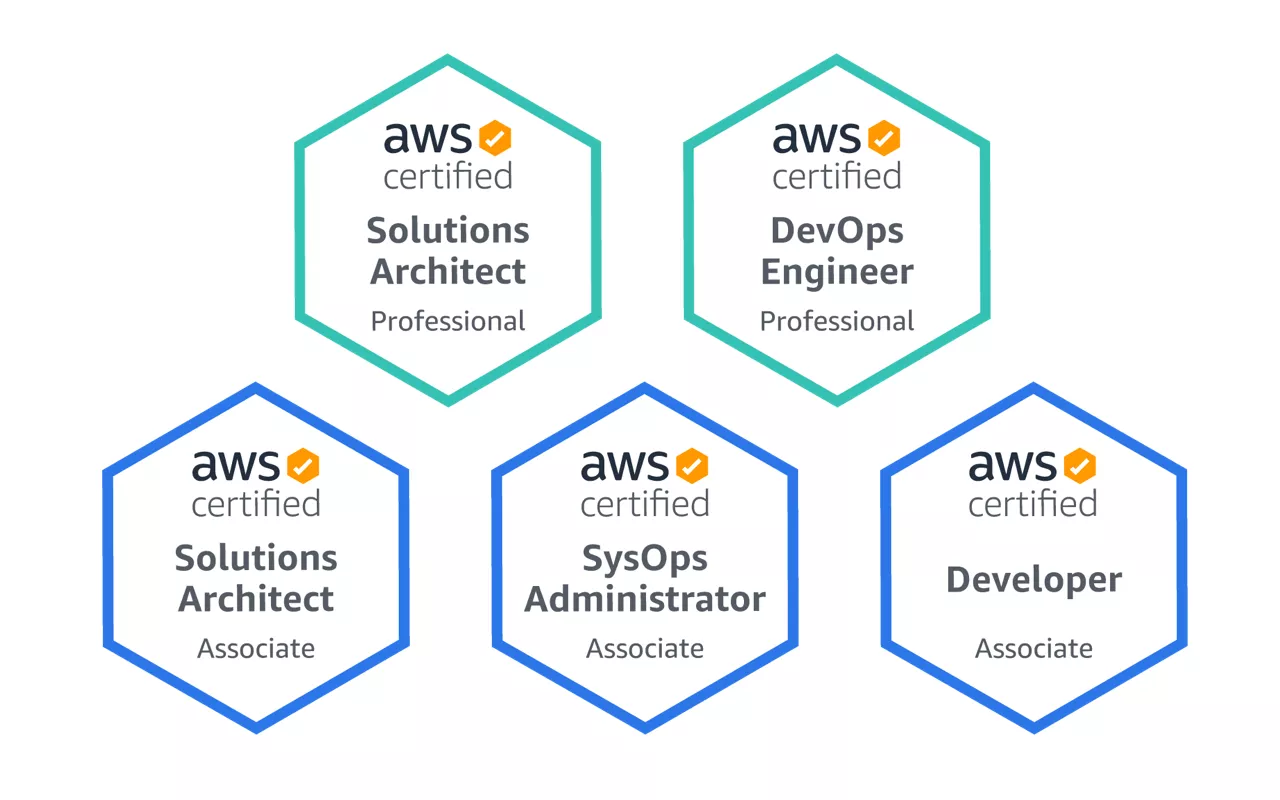 aws
certified
Solutions
Architect
Professional
aws
certified
DevOps
Engineer
Professional
aws
certified
Solutions
Architect
Associate
aws
certified
SysOps
Administrator
Associate
aws
certified
Developer
Associate